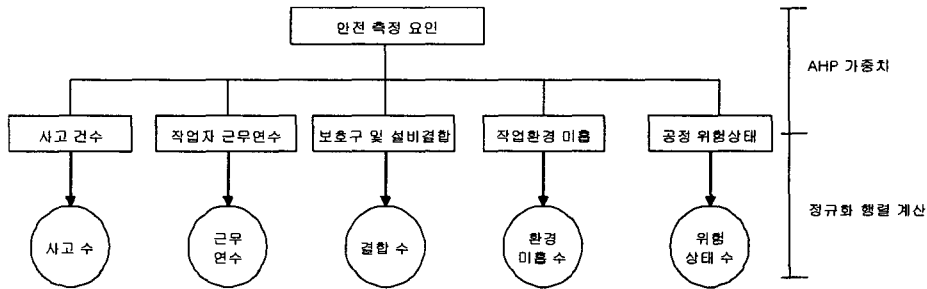 안전 측정 요인
AHP 가중치
사고 건수
작업자 근무연수
보호구 및 설비결합
작업환경 미흡
공정 위험상태
정규화 행렬 계산
사고 수
근무
연수
결합 수
환경
미흡 수
위험
상태 수